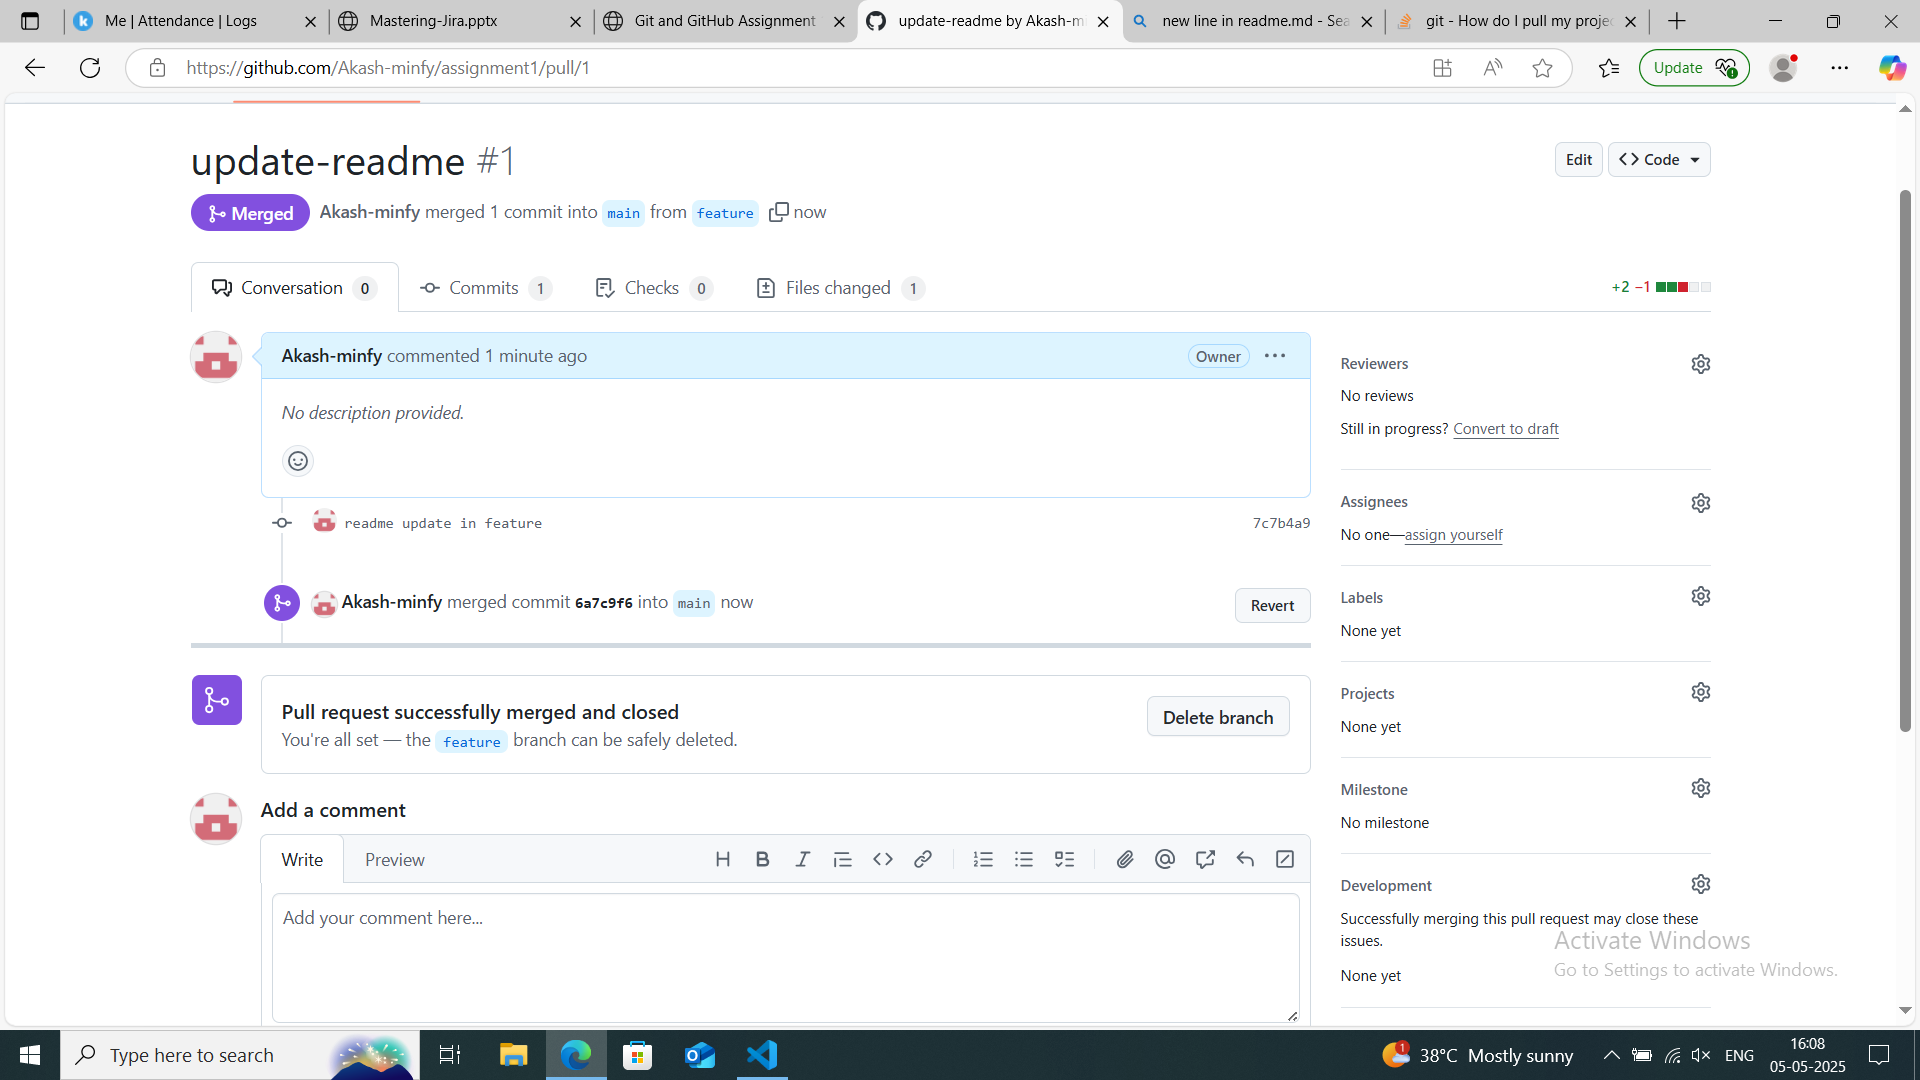 Me | Attendance | Logs
Mastering-Jira.pptx
Git and GitHub Assignment
update-readme by Akash-mi
new line in readme.md - Sea
git - How do I pull my projec
https://github.com/Akash-minfy/assignment1/pull/1
Update
update-readme #1
Edit
Code
Merged
Akash-minfy merged 1 commit into main from feature now
Conversation 0
Commits 1
Checks 0
Files changed 1
+2 −1
Akash-minfy commented 1 minute ago
Owner
No description provided.
readme update in feature
7c7b4a9
Akash-minfy merged commit 6a7c9f6 into main now
Revert
Pull request successfully merged and closed
You're all set — the feature branch can be safely deleted.
Delete branch
Add a comment
Write
Preview
Add your comment here...
Reviewers
No reviews
Still in progress? Convert to draft
Assignees
No one—assign yourself
Labels
None yet
Projects
None yet
Milestone
No milestone
Development
Successfully merging this pull request may close these
issues.
None yet
Activate Windows
Go to Settings to activate Windows.
Type here to search
1
38°C Mostly sunny
ENG
16:08
05-05-2025